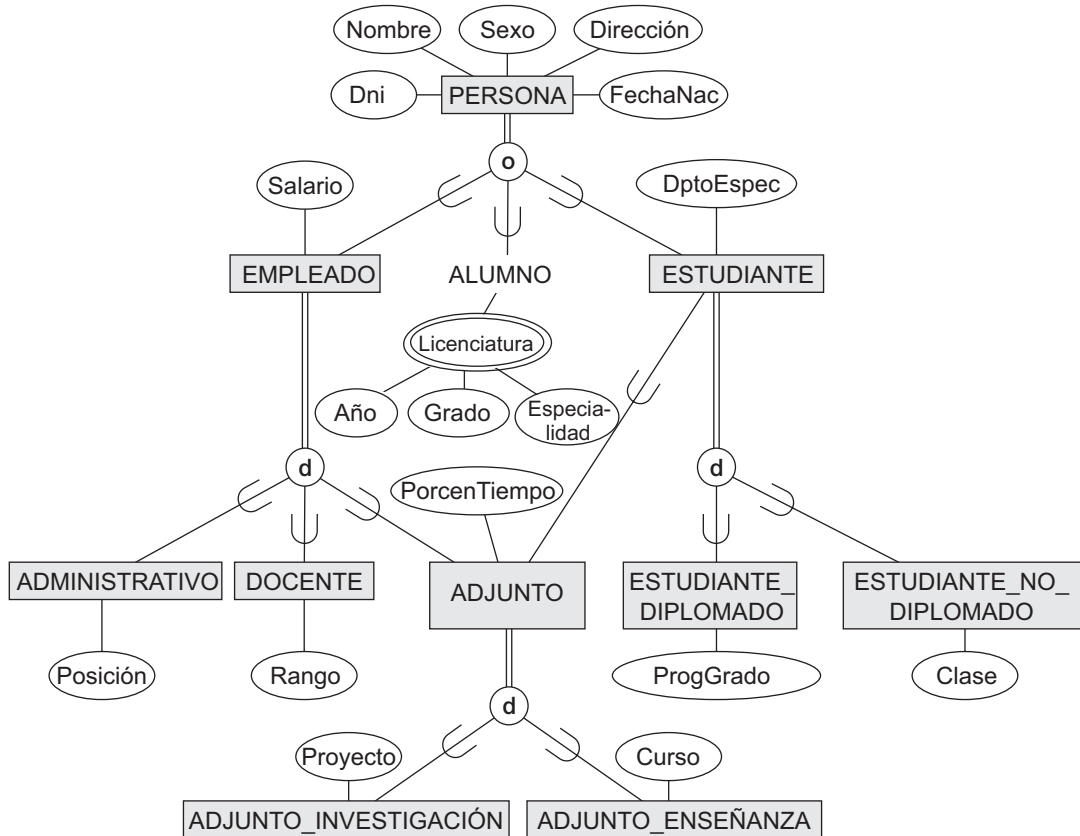 Nombre
Sexo
Dirección
Dni
PERSONA
FechaNac
o
Salario
DptoEspec
EMPLEADO
ALUMNO
ESTUDIANTE
Licenciatura
Año
Grado
Especia-
lidad
d
d
PorcenTiempo
ADMINISTRATIVO
DOCENTE
ADJUNTO
ESTUDIANTE_
DIPLOMADO
ESTUDIANTE_NO_
DIPLOMADO
Posición
Rango
ProgGrado
Clase
d
Proyecto
Curso
ADJUNTO_INVESTIGACIÓN
ADJUNTO_ENSEÑANZA